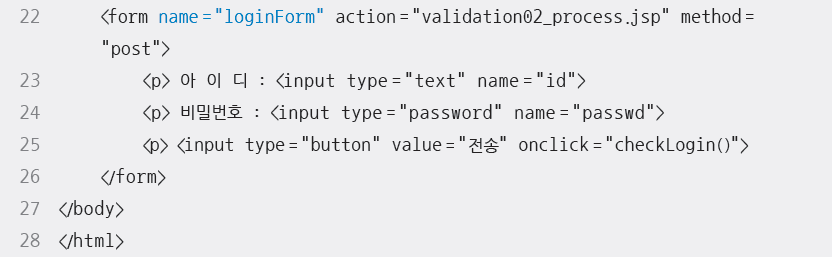 22 <form name="loginForm" action="validation02_process.jsp" method=
"post">
23 <p> 아 이 디 : <input type="text" name="id">
24 <p> 비밀번호 : <input type="password" name="passwd">
25 <p> <input type="button" value="전송" onclick="checkLogin()">
26 </form>
27 </body>
28 </html>